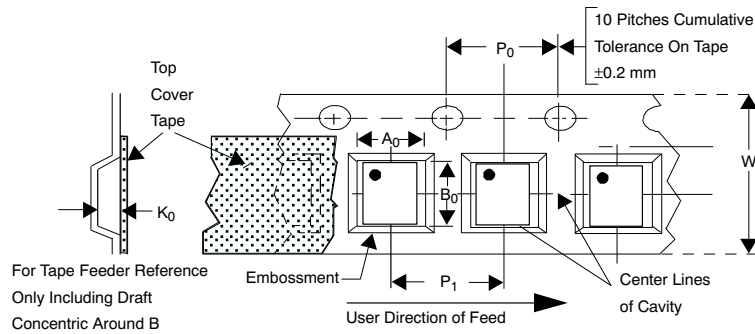 10 Pitches Cumulative
Tolerance On Tape
±0.2 mm
P0
Top
Cover
Tape
A0
W
B0
K0
For Tape Feeder Reference
Only Including Draft
Concentric Around B
Embossment
P1
Center Lines
of Cavity
User Direction of Feed